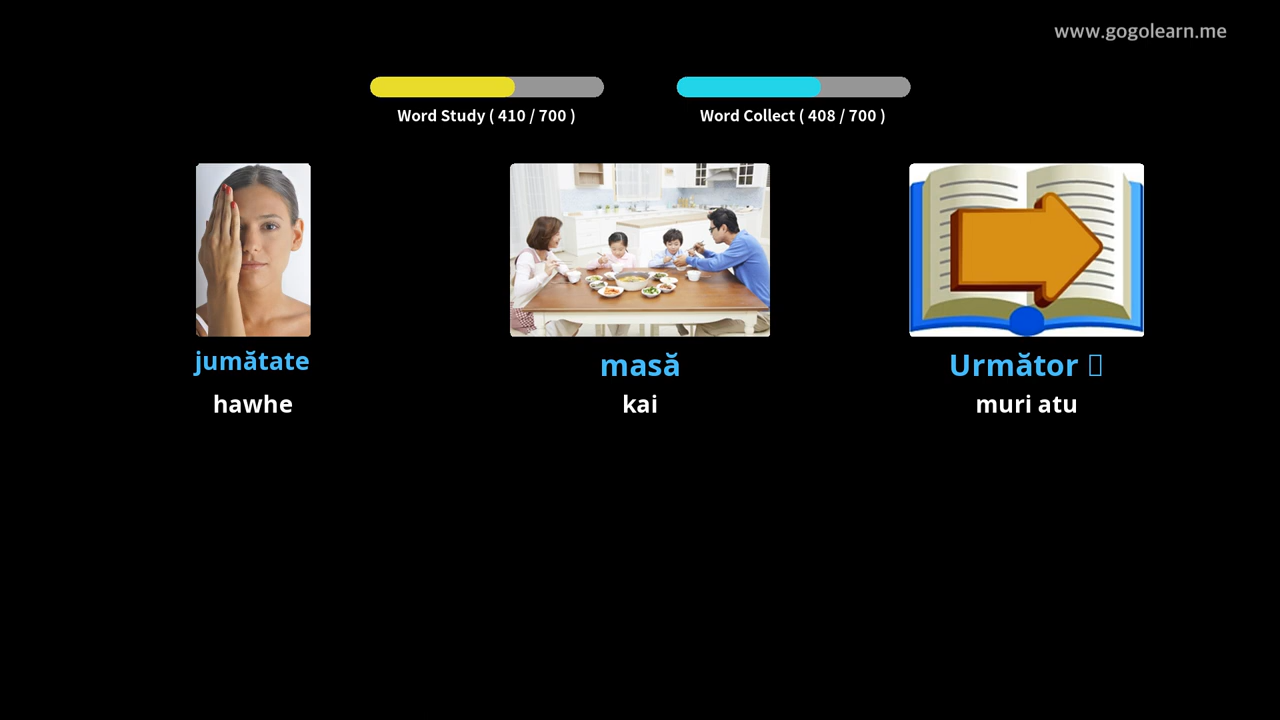 www.gogolearn.me
Word Study ( 410 / 700 )
Word Collect ( 408 / 700 )
jumătate
masă
Următor
hawhe
kai
muri atu